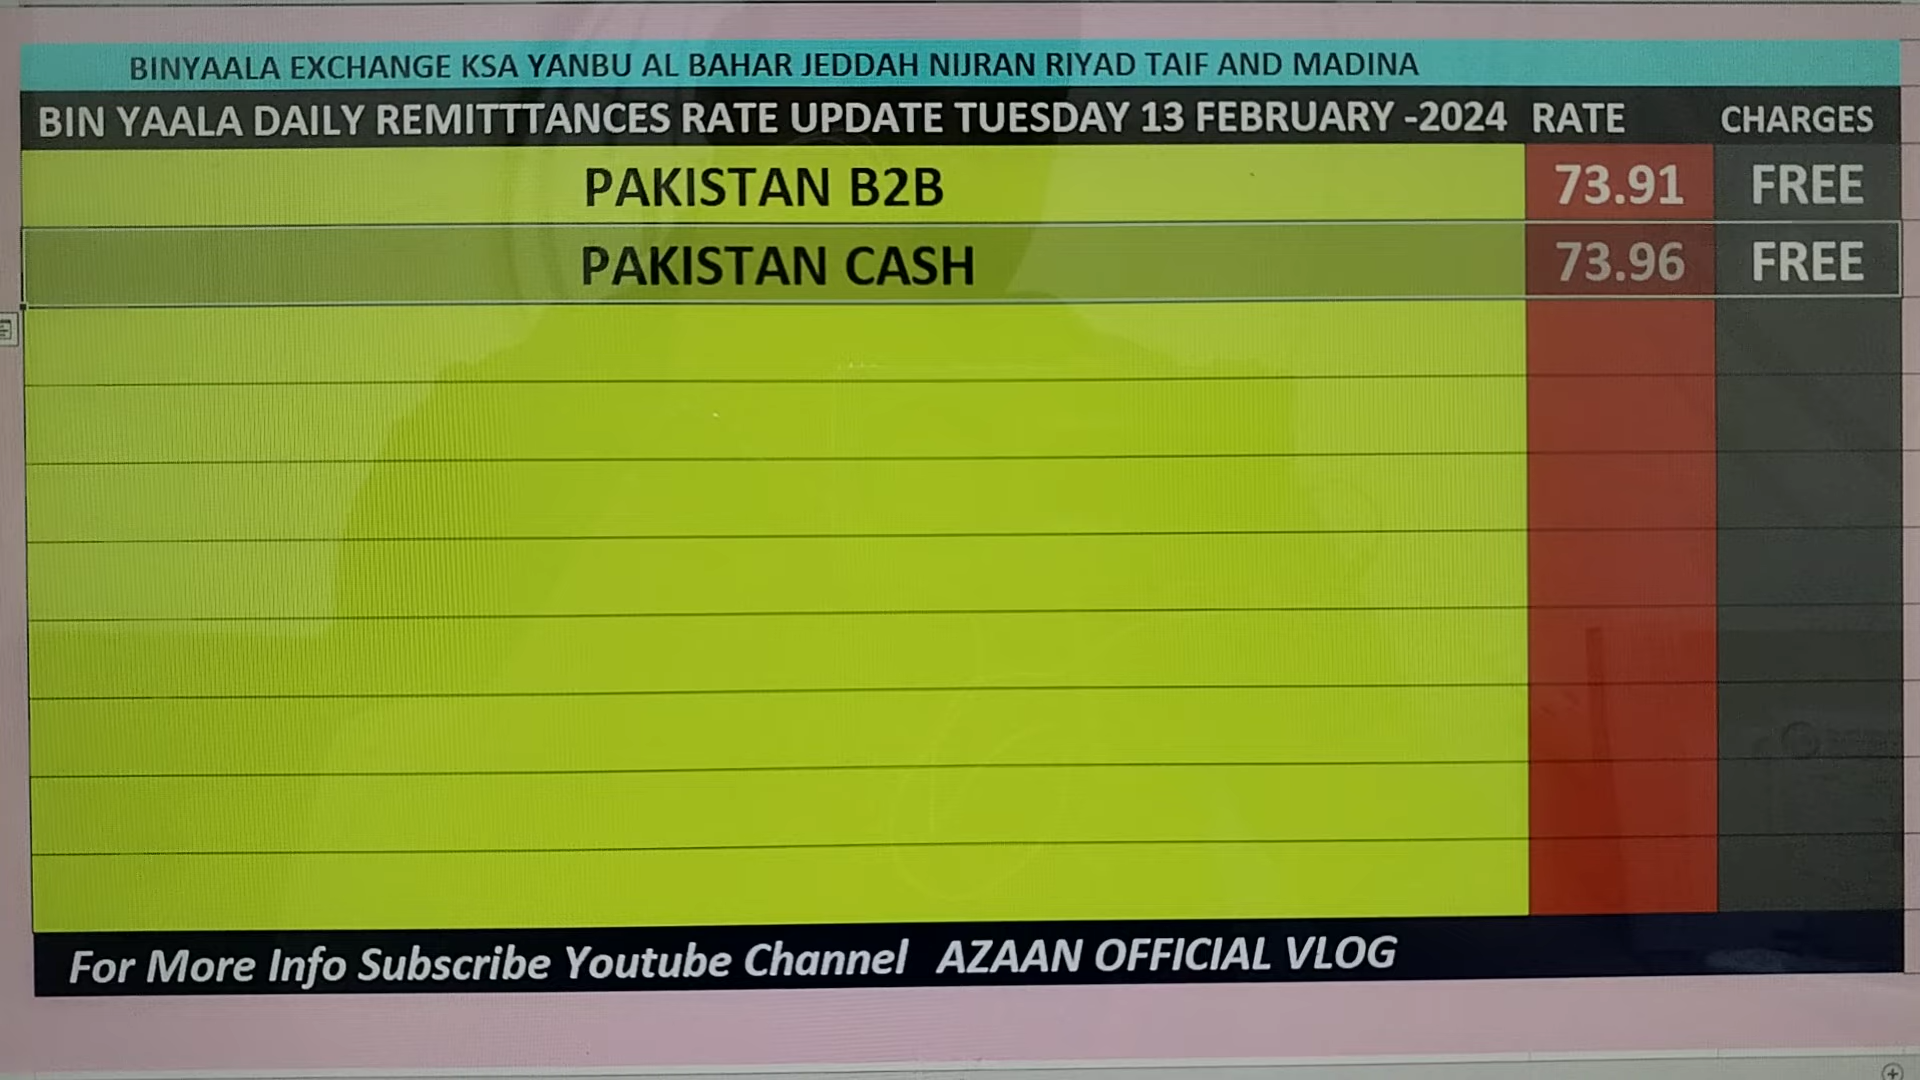 BINYAALA EXCHANGE KSA YANBU AL BAHAR JEDDAH NIJRAN RIYAD TAIF AND MADINA
BIN YAALA DAILY REMITTTANCES RATE UPDATE TUESDAY 13 FEBRUARY -2024 RATE CHARGES
PAKISTAN B2B 73.91 FREE
PAKISTAN CASH 73.96 FREE
For More Info Subscribe Youtube Channel AZAAN OFFICIAL VLOG